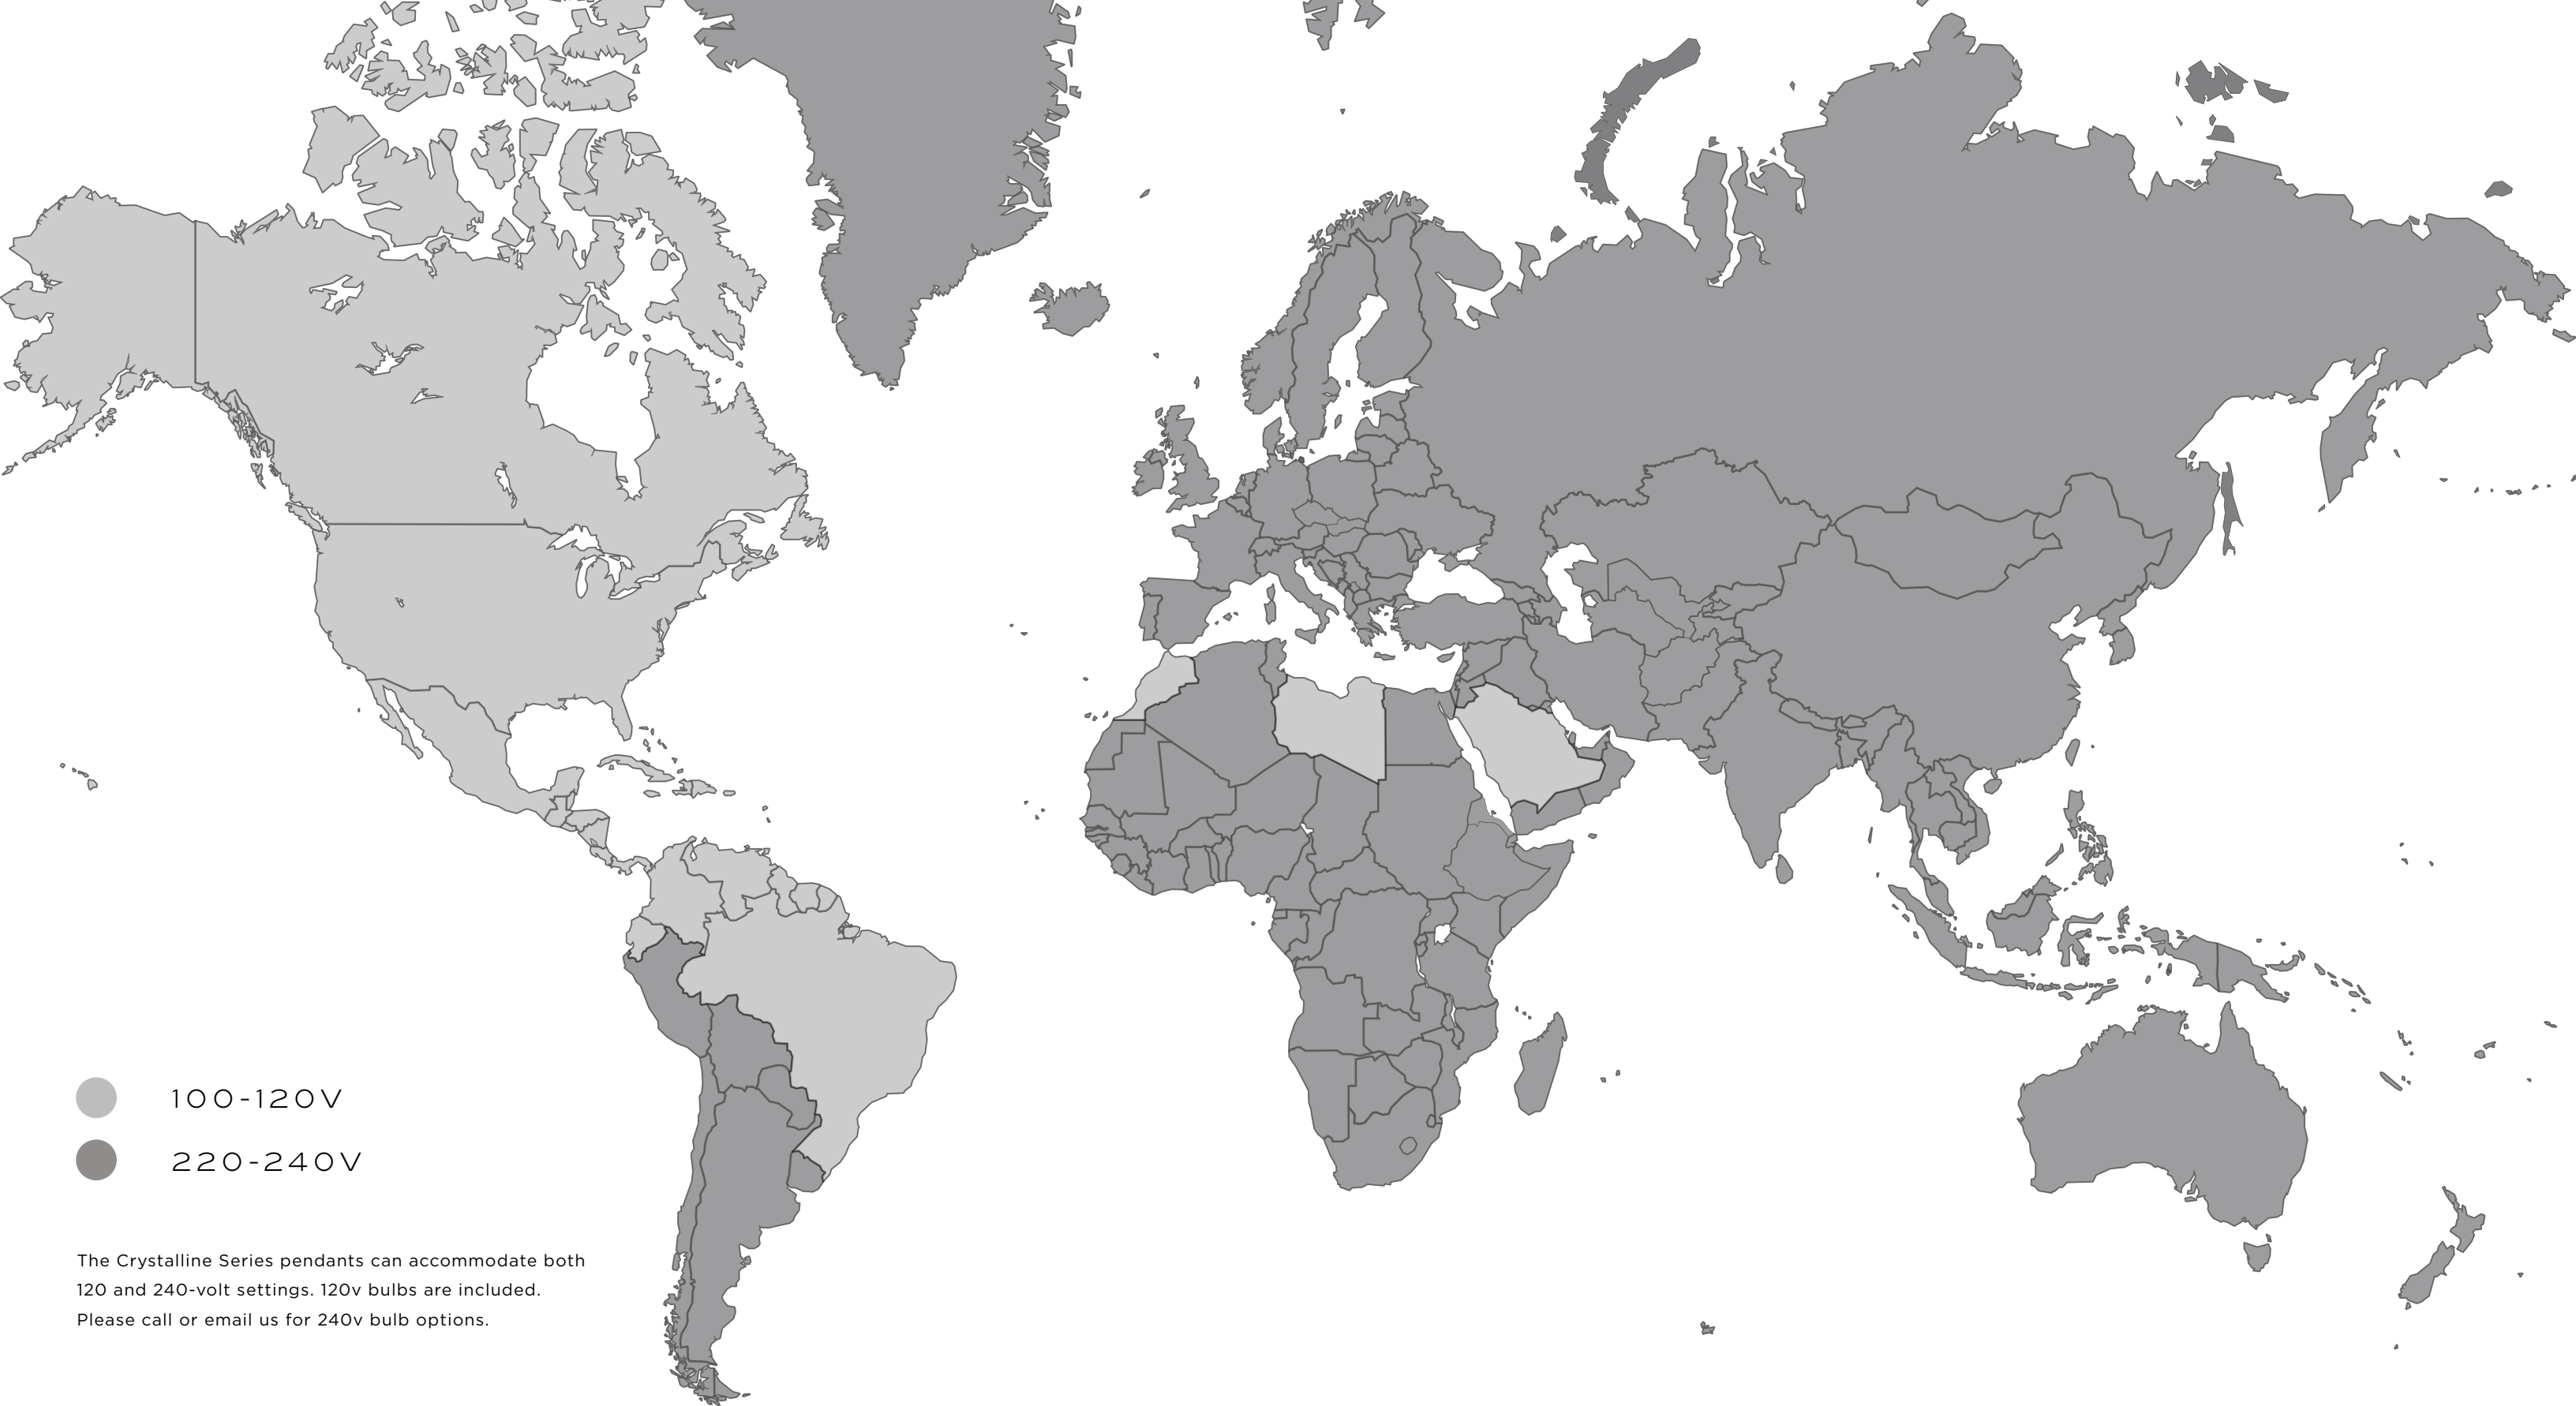 100-120V
220-240V
The Crystalline Series pendants can accommodate both
120 and 240-volt settings. 120v bulbs are included.
Please call or email us for 240v bulb options.